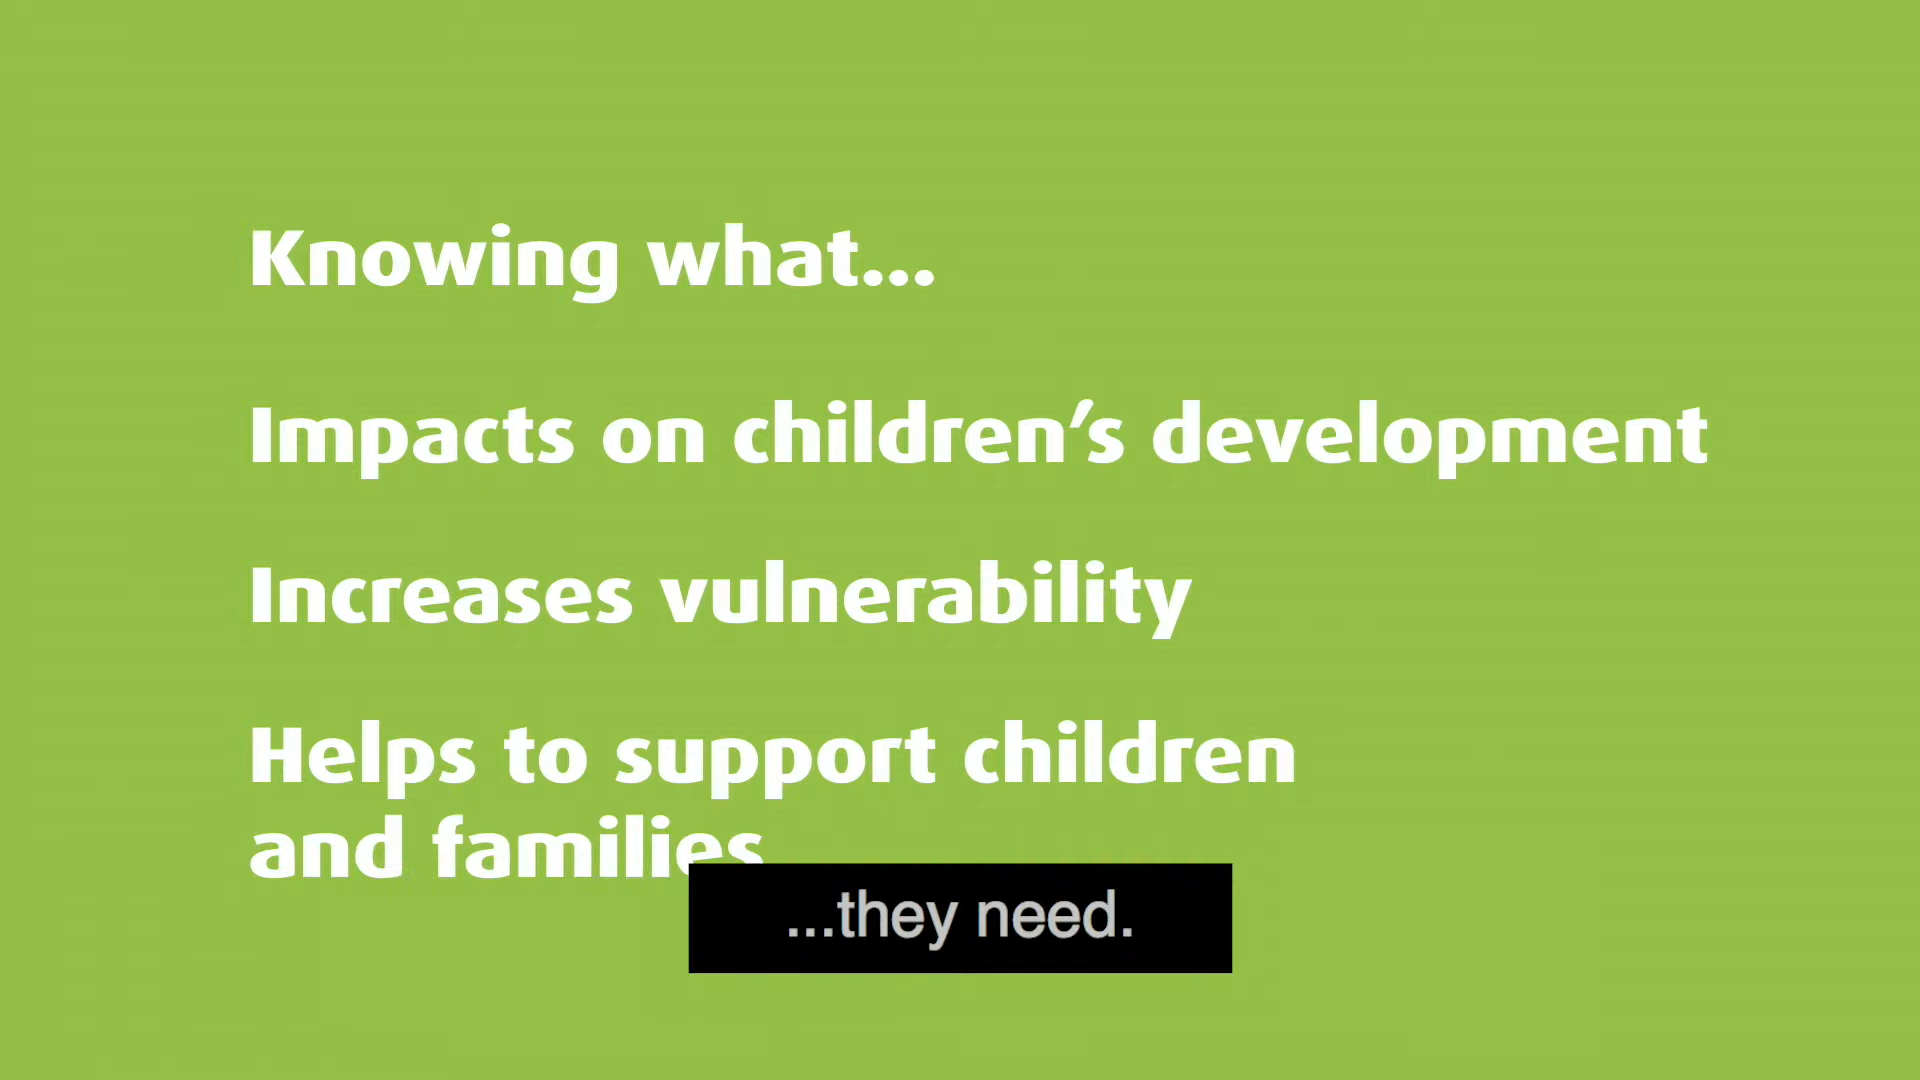 Knowing what...
Impacts on children’s development
Increases vulnerability
Helps to support children
and families
...they need.